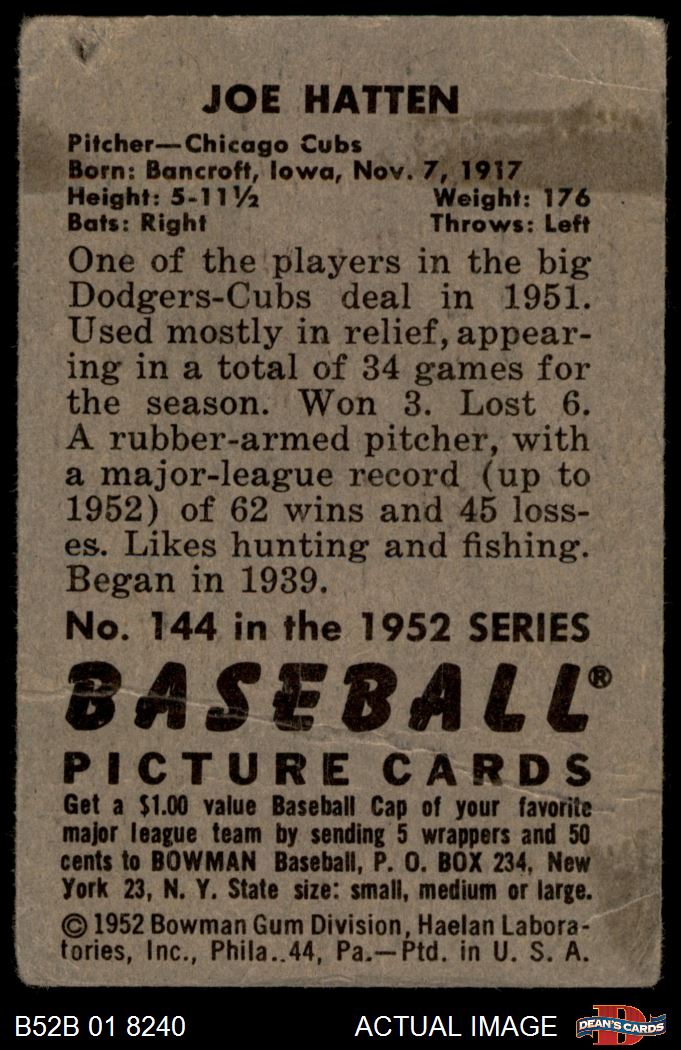 JOE HATTEN
Pitcher—Chicago Cubs
Born: Bancroft, Iowa, Nov. 7, 1917
Height: 5-11½ Weight: 176
Bats: Right Throws: Left
One of the players in the big
Dodgers-Cubs deal in 1951.
Used mostly in relief, appear-
ing in a total of 34 games for
the season. Won 3. Lost 6.
A rubber-armed pitcher, with
a major-league record (up to
1952) of 62 wins and 45 loss-
es. Likes hunting and fishing.
Began in 1939.
No. 144 in the 1952 SERIES
BASEBALL®
PICTURE CARDS
Get a $1.00 value Baseball Cap of your favorite
major league team by sending 5 wrappers and 50
cents to BOWMAN Baseball, P. O. BOX 234, New
York 23, N. Y. State size: small, medium or large.
© 1952 Bowman Gum Division, Haelan Labora-
tories, Inc., Phila. 44, Pa.—Ptd. in U. S. A.
B52B 01 8240 ACTUAL IMAGE D DEAN'S CARDS